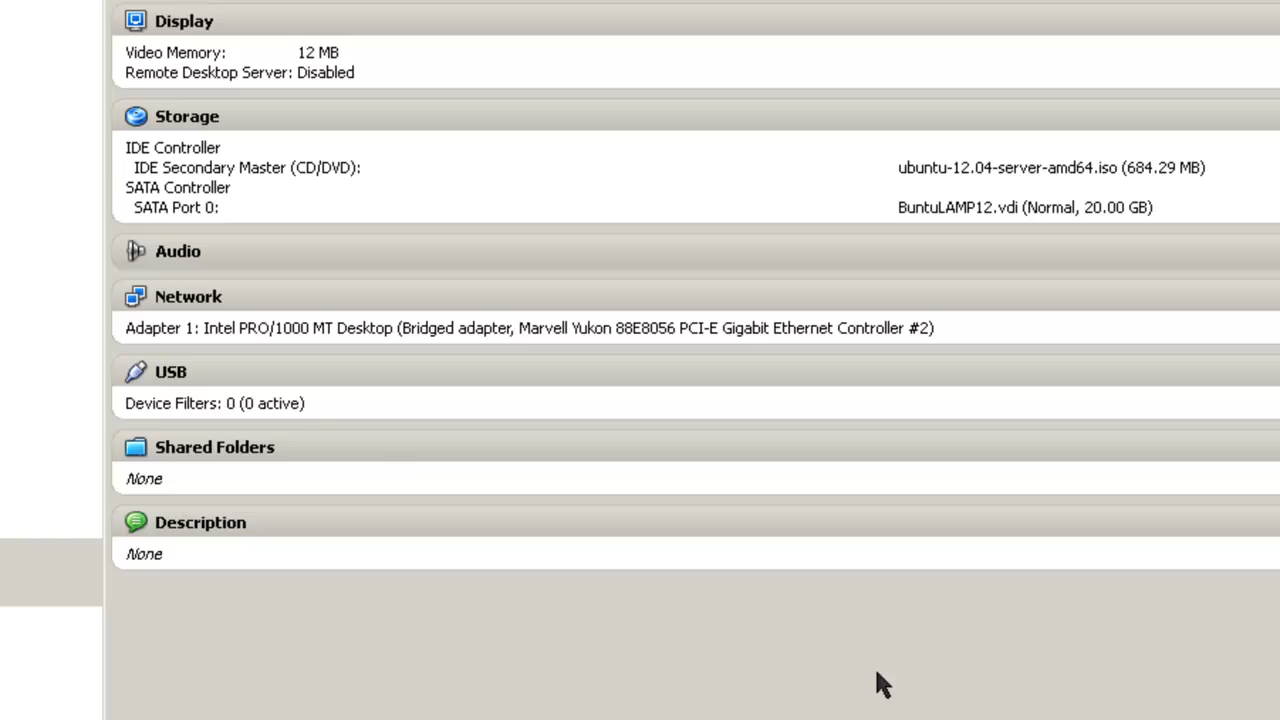 Display
Video Memory: 12 MB
Remote Desktop Server: Disabled
Storage
IDE Controller
IDE Secondary Master (CD/DVD): ubuntu-12.04-server-amd64.iso (684.29 MB)
SATA Controller
SATA Port 0: BuntuLAMP12.vdi (Normal, 20.00 GB)
Audio
Network
Adapter 1: Intel PRO/1000 MT Desktop (Bridged adapter, Marvell Yukon 88E8056 PCI-E Gigabit Ethernet Controller #2)
USB
Device Filters: 0 (0 active)
Shared Folders
None
Description
None